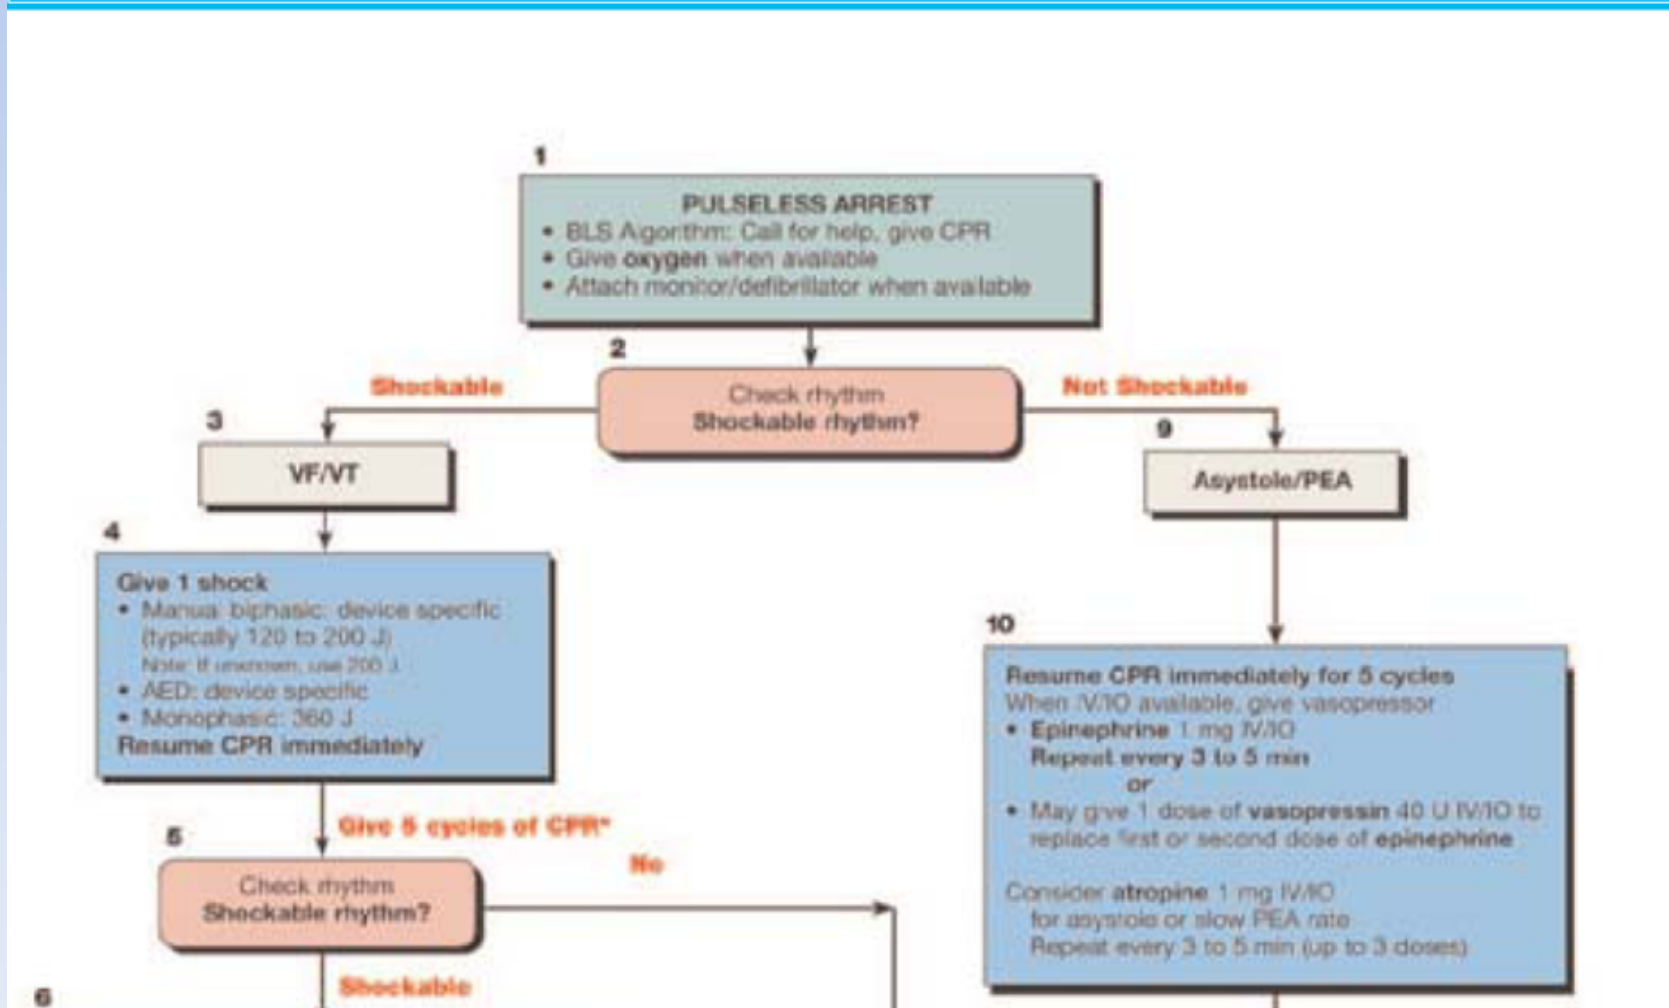 1
PULSELESS ARREST
• BLS Algorithm: Call for help, give CPR
• Give oxygen when available
• Attach monitor/defibrillator when available
2
Check rhythm
Shockable rhythm?
Shockable
Not Shockable
3
VF/VT
4
Give 1 shock
• Manual biphasic: device specific
(typically 120 to 200 J)
Note: If unknown, use 200 J
• AED: device specific
• Monophasic: 360 J
Resume CPR immediately
Give 5 cycles of CPR*
5
Check rhythm
Shockable rhythm?
No
Shockable
6
9
Asystole/PEA
10
Resume CPR immediately for 5 cycles
When IV/IO available, give vasopressor
• Epinephrine 1 mg IV/IO
Repeat every 3 to 5 min
or
• May give 1 dose of vasopressin 40 U IV/IO to
replace first or second dose of epinephrine
Consider atropine 1 mg IV/IO
for asystole or slow PEA rate
Repeat every 3 to 5 min (up to 3 doses)